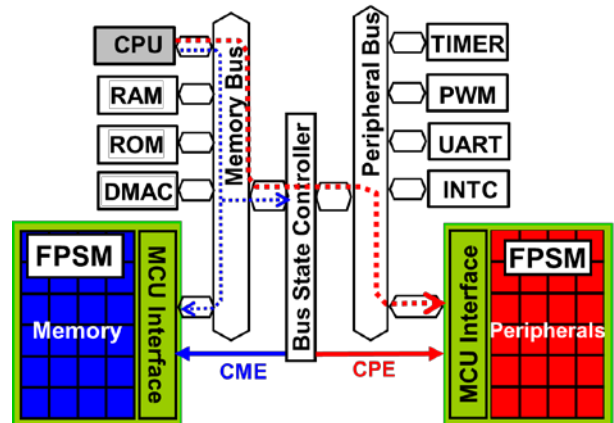 CPU
RAM
ROM
DMAC
Memory Bus
Bus State Controller
Peripheral Bus
TIMER
PWM
UART
INTC
FPSM
Memory
MCU Interface
CME
CPE
MCU Interface
FPSM
Peripherals